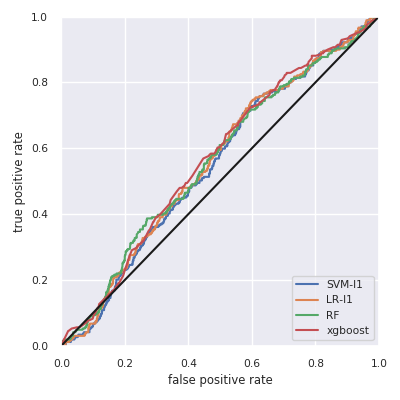 1.0
0.8
0.6
0.4
0.2
0.0
true positive rate
0.0 0.2 0.4 0.6 0.8 1.0
false positive rate
SVM-l1
LR-l1
RF
xgboost